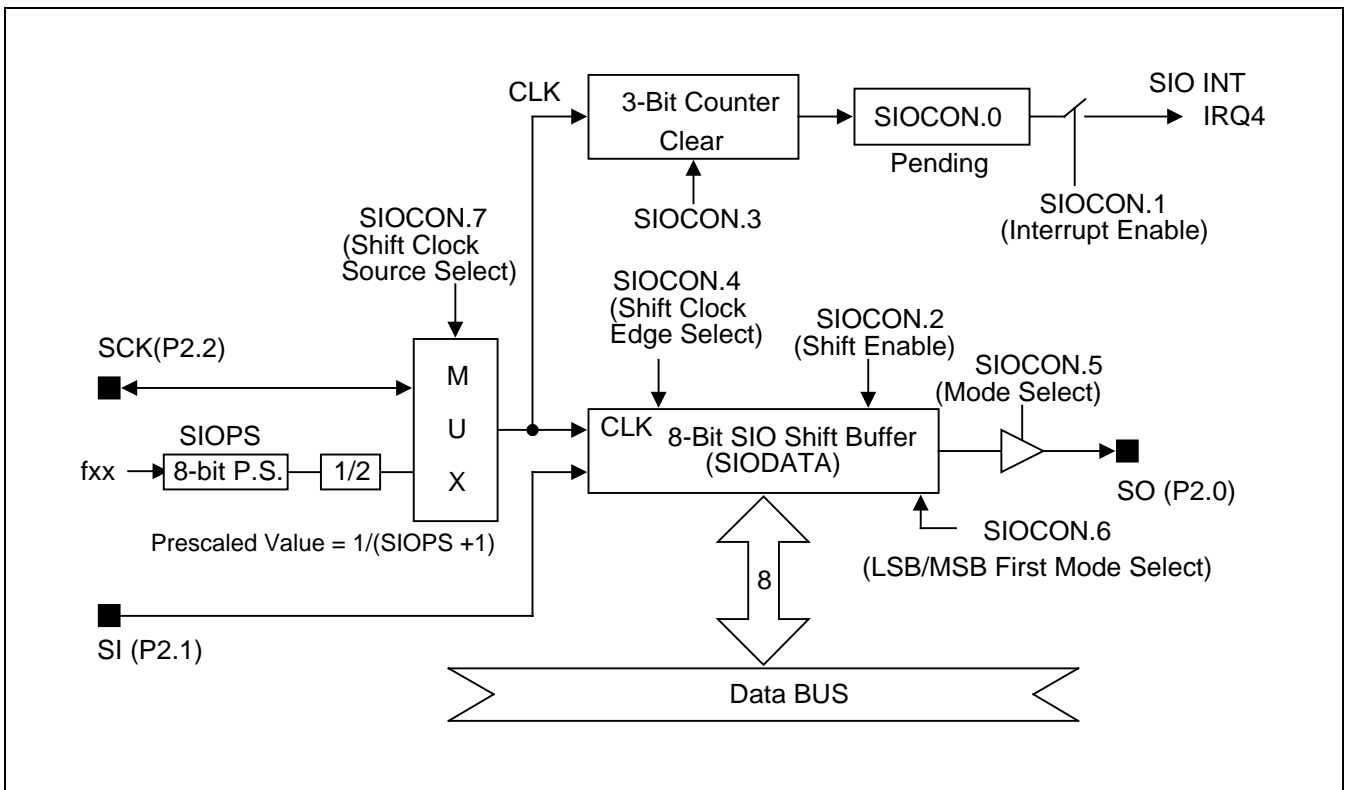 CLK
3-Bit Counter
Clear
SIOCON.0
Pending
SIO INT
IRQ4
SIOCON.3
SIOCON.1
(Interrupt Enable)
SIOCON.7
(Shift Clock
Source Select)
SIOCON.4
(Shift Clock
Edge Select)
SIOCON.2
(Shift Enable)
SIOCON.5
(Mode Select)
SCK(P2.2)
M
U
X
SIOPS
fxx
8-bit P.S.
1/2
CLK
8-Bit SIO Shift Buffer
(SIODATA)
SO (P2.0)
Prescaled Value = 1/(SIOPS +1)
SIOCON.6
(LSB/MSB First Mode Select)
8
SI (P2.1)
Data BUS